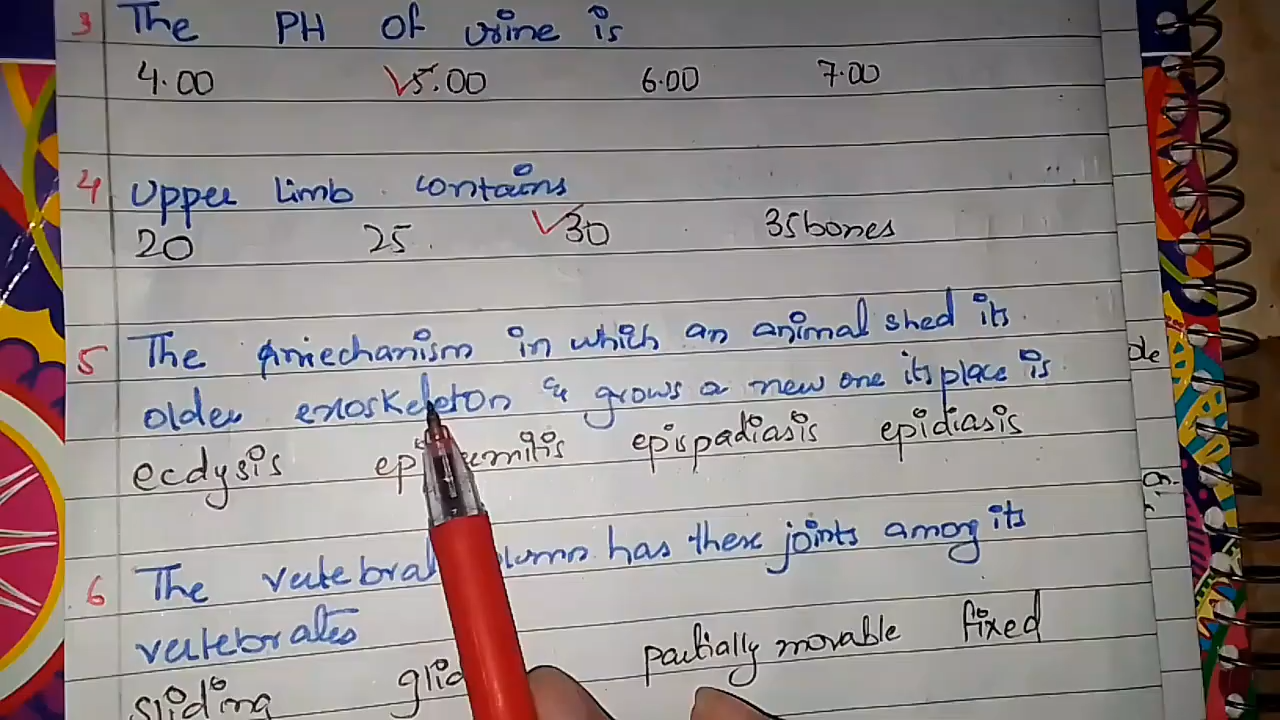 3 The PH of urine is
4.00 5.00 6.00 7.00
4 Upper limb contains
20 25 30 35bones
5 The mechanism in which an animal shed its
older exoskeleton & grows a new one its place is
ecdysis epispadiasis epidiasis
6 The vertebral has these joints among its
vertebrates
sliding partially movable fixed
de